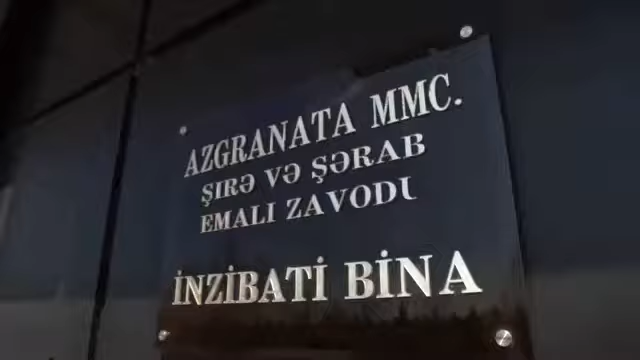 AZGRANATA MMC.
ŞIRƏ VƏ ŞƏRAB
EMALI ZAVODU
İNZİBATİ BİNA